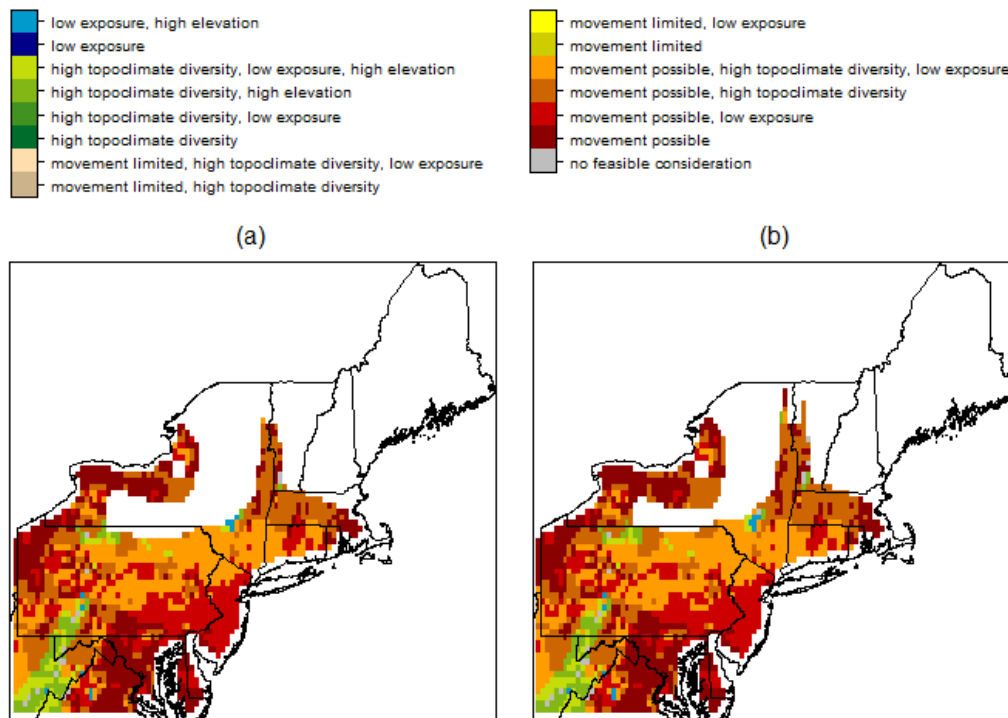 low exposure, high elevation
low exposure
high topoclimate diversity, low exposure, high elevation
high topoclimate diversity, high elevation
high topoclimate diversity, low exposure
high topoclimate diversity
movement limited, high topoclimate diversity, low exposure
movement limited, high topoclimate diversity
movement limited, low exposure
movement limited
movement possible, high topoclimate diversity, low exposure
movement possible, high topoclimate diversity
movement possible, low exposure
movement possible
no feasible consideration
(a)
(b)